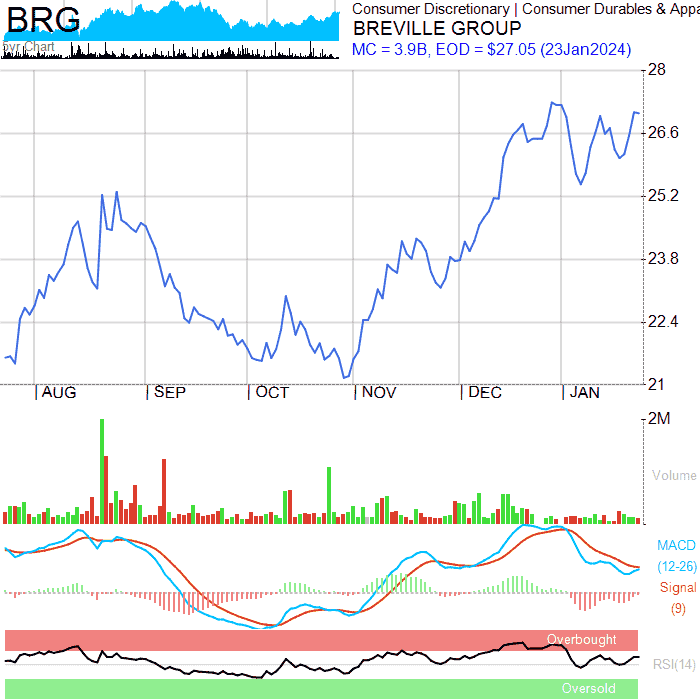 BRG
5yr Chart
Consumer Discretionary | Consumer Durables & Appa
BREVILLE GROUP
MC = 3.9B, EOD = $27.05 (23Jan2024)
28
26.6
25.2
23.8
22.4
21
AUG SEP OCT NOV DEC JAN
2M
Volume
MACD
(12-26)
Signal
(9)
Overbought
RSI(14)
Oversold